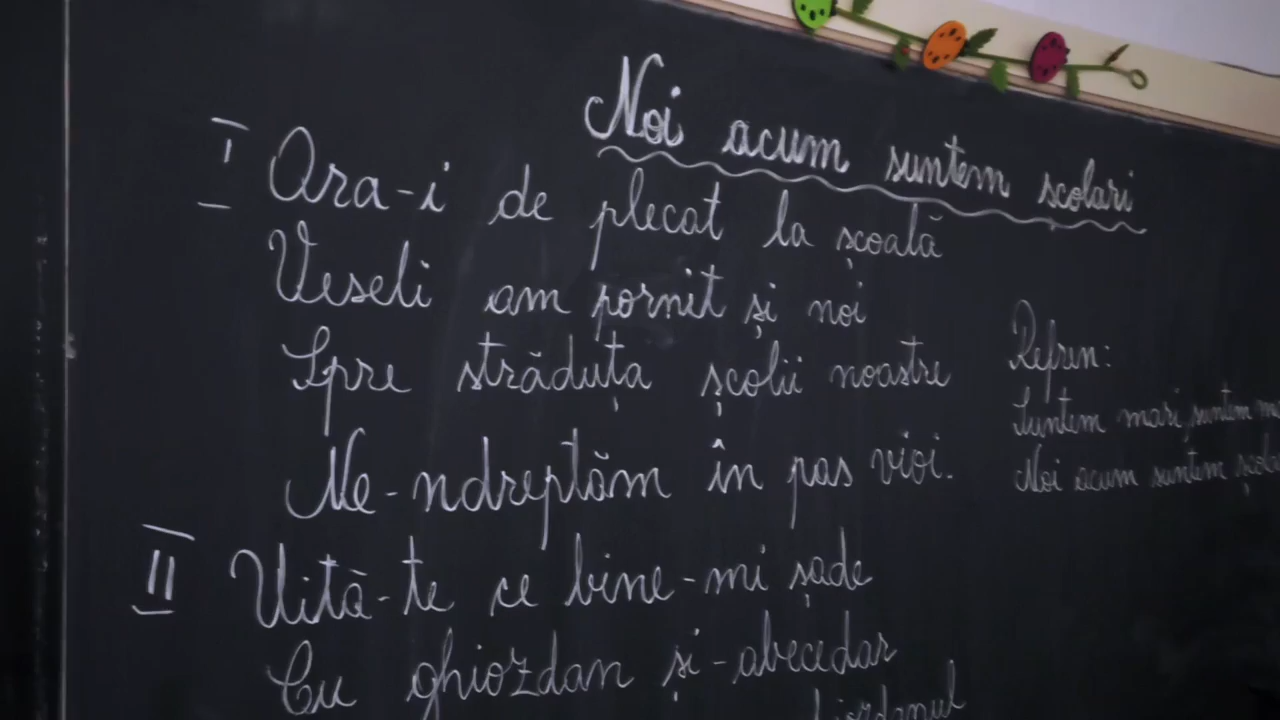 Noi acum suntem școlari
I
Ora-i de plecat la școală
Veseli am pornit și noi
Spre străduța școlii noastre
Ne-ndreptăm în pas vioi.
Refren:
Suntem mari, suntem
Noi acum suntem
II
Uită-te ce bine-mi șade
Cu ghiozdan și-abecedar